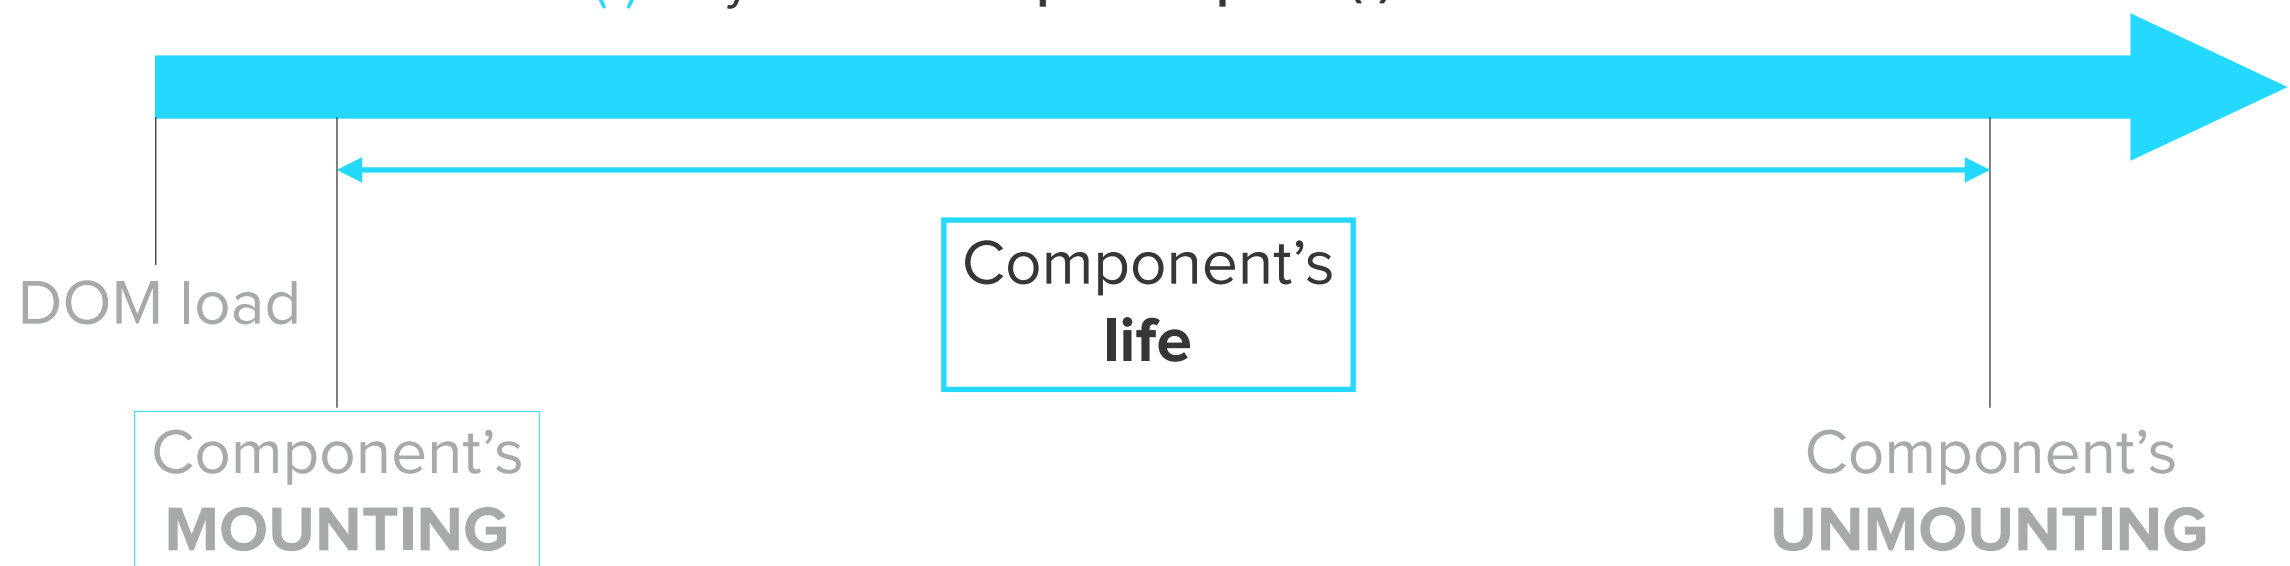 DOM load
Component’s
life
Component’s
MOUNTING
Component’s
UNMOUNTING